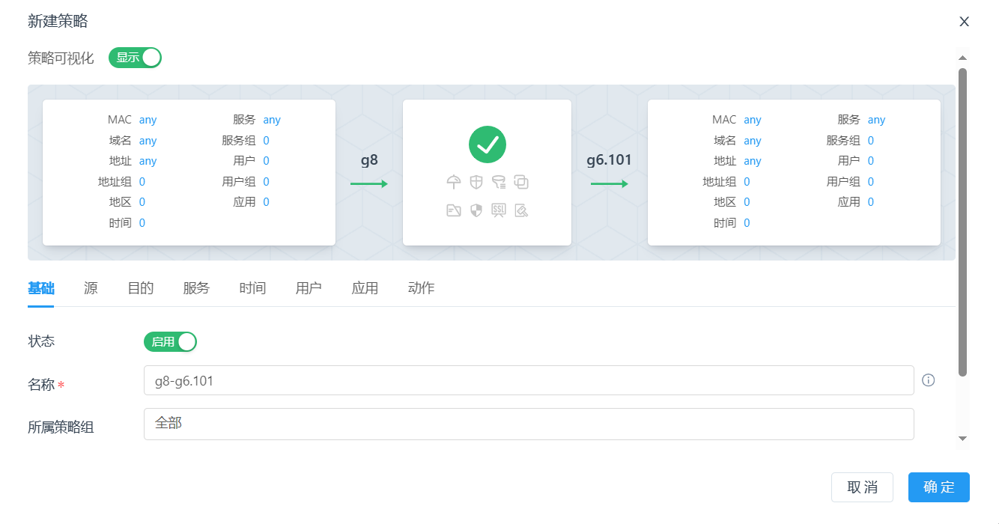 新建策略
策略可视化 显示
MAC any 服务 any
域名 any 服务组 0
地址 any 用户 0
地址组 0 用户组 0
地区 0 应用 0
时间 0
g8
SSL
g6.101
MAC any 服务 any
域名 any 服务组 0
地址 any 用户 0
地址组 0 用户组 0
地区 0 应用 0
时间 0
基础 源 目的 服务 时间 用户 应用 动作
状态 启用
名称* g8-g6.101
所属策略组 全部
取消 确定